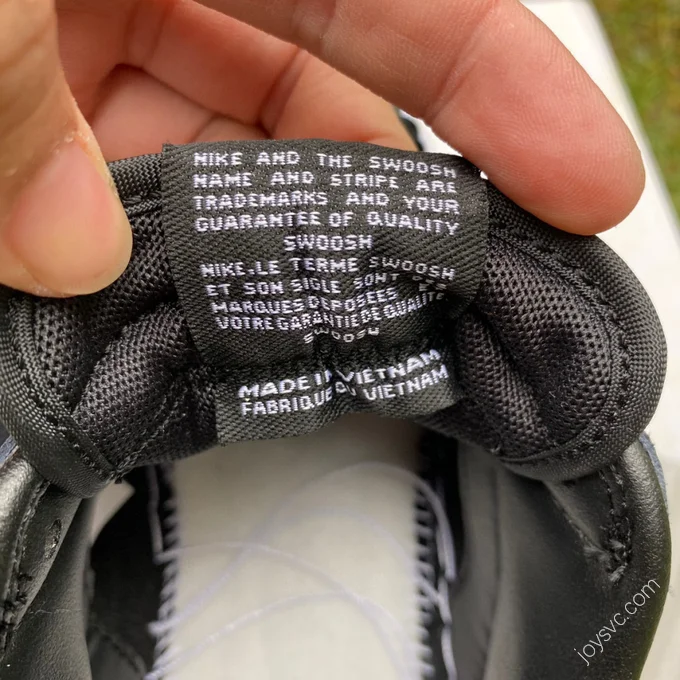 NIKE AND THE SWOOSH
NAME AND STRIPE ARE
TRADEMARKS AND YOUR
GUARANTEE OF QUALITY
SWOOSH
NIKE.LE TERME SWOOSH
ET SON SIGLE SONT DES
MARQUES DEPOSEES
VOTRE GARANTIE DE QUALITE
SWOOSH
MADE IN VIETNAM
FABRIQUE AU VIETNAM
joysvc.com